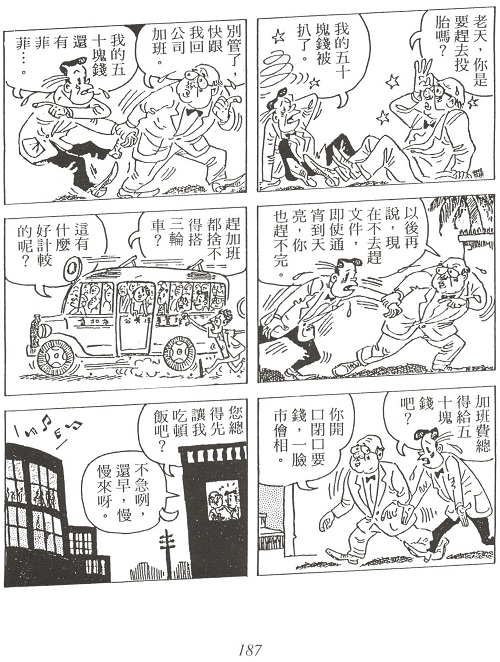 老天，你是
要趕去投
胎嗎？
我的五十
塊錢被
扒了。
別管了，
快跟
我回
公司
加班。
我的五
十塊錢
還
有
菲
菲…。
以後再
說，現
在不去趕
文件，
即使通
宵到天
亮，你
也趕不完。
趕加班
都捨不
得搭
三輪
車？
這有
什麼
好計較
的呢？
加班費總
得給五
十塊
錢
吧？
你開
口閉口要
錢，一臉
市儈相。
您總
得先
讓我
吃頓
飯吧？
不急咧，
還早，慢
慢來呀。
187